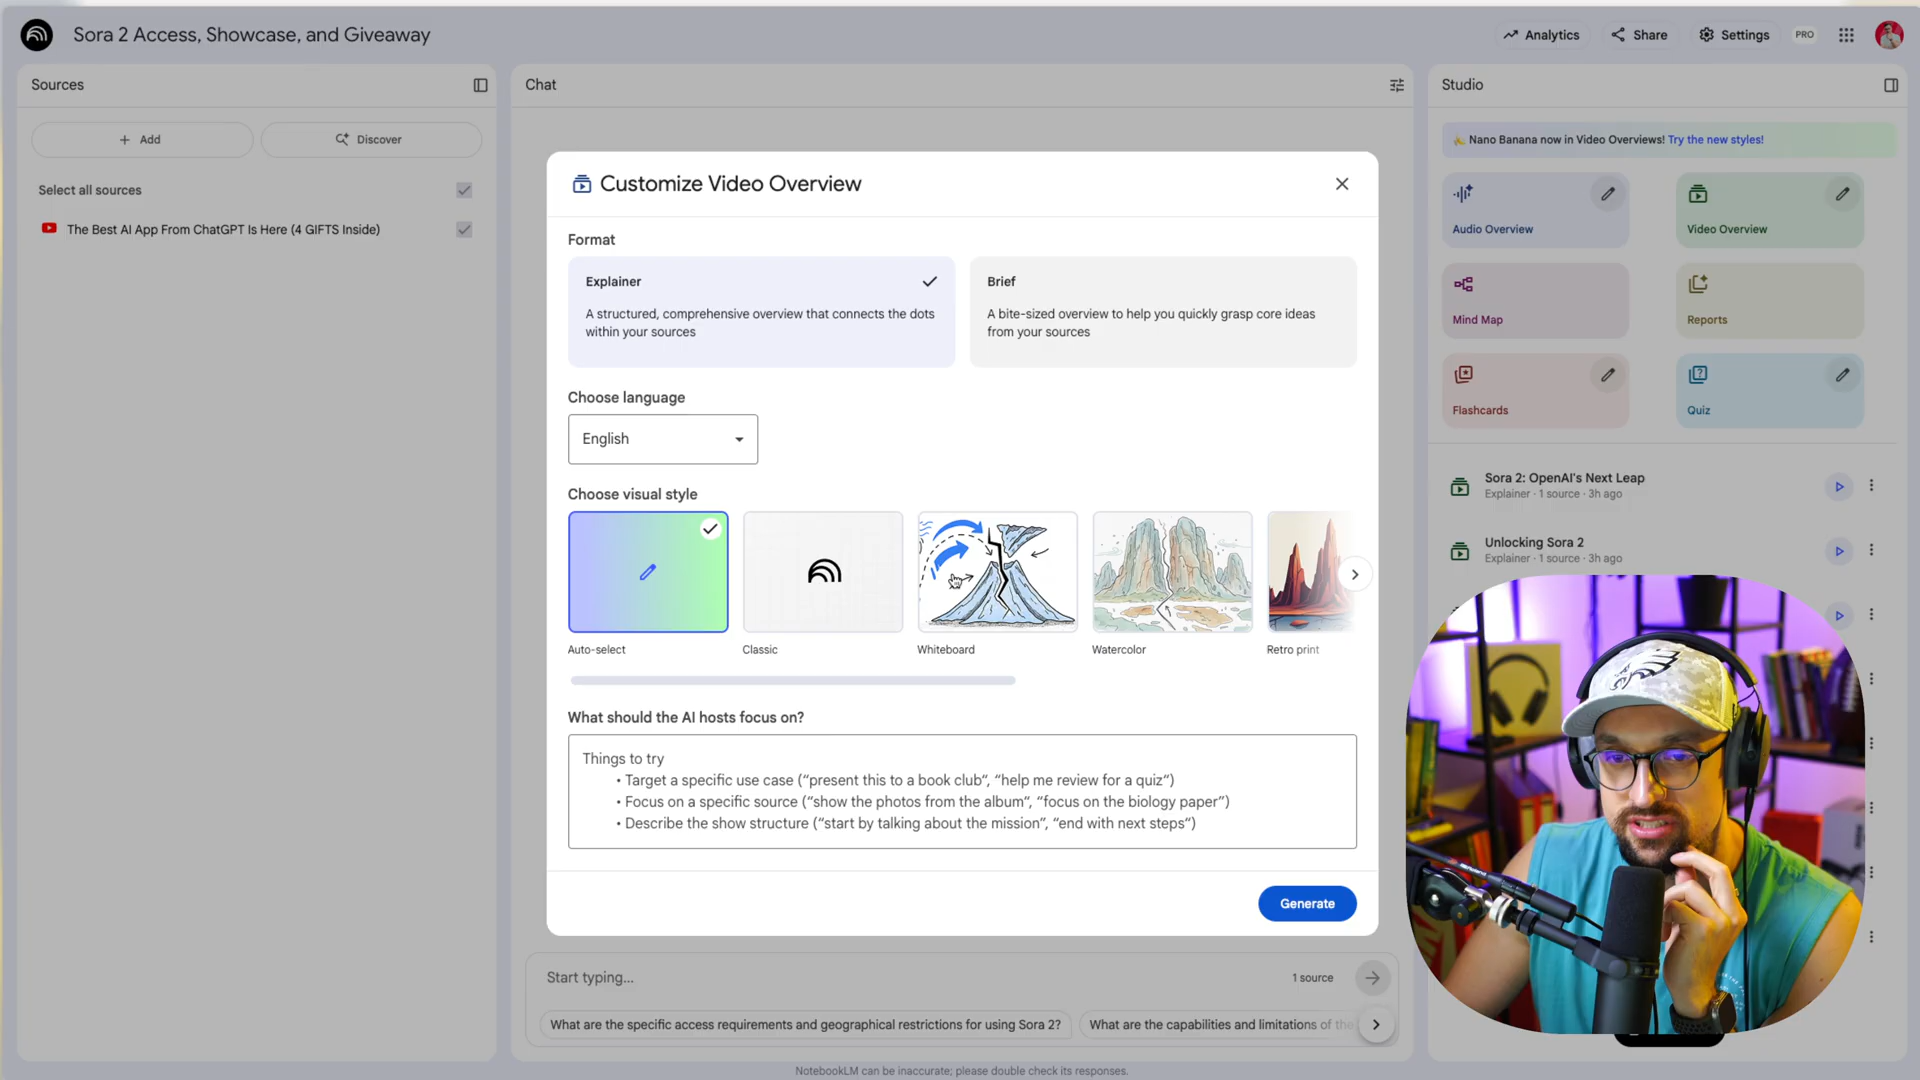 Sora 2 Access, Showcase, and Giveaway
Analytics
Share
Settings
PRO
Sources
Add
Discover
Select all sources
The Best AI App From ChatGPT Is Here (4 GIFTS Inside)
Chat
Customize Video Overview
Format
Explainer
A structured, comprehensive overview that connects the dots
within your sources
Brief
A bite-sized overview to help you quickly grasp core ideas
from your sources
Choose language
English
Choose visual style
Auto-select
Classic
Whiteboard
Watercolor
Retro print
What should the AI hosts focus on?
Things to try
• Target a specific use case (“present this to a book club“, “help me review for a quiz“)
• Focus on a specific source (“show the photos from the album“, “focus on the biology paper”)
• Describe the show structure (“start by talking about the mission“, “end with next steps“)
Generate
Start typing...
1 source
What are the specific access requirements and geographical restrictions for using Sora 2?
What are the capabilities and limitations of the
NotebookLM can be inaccurate; please double check its responses.
Studio
Nano Banana now in Video Overviews! Try the new styles!
Audio Overview
Video Overview
Mind Map
Reports
Flashcards
Quiz
Sora 2: OpenAI's Next Leap
Explainer · 1 source · 3h ago
Unlocking Sora 2
Explainer · 1 source · 3h ago